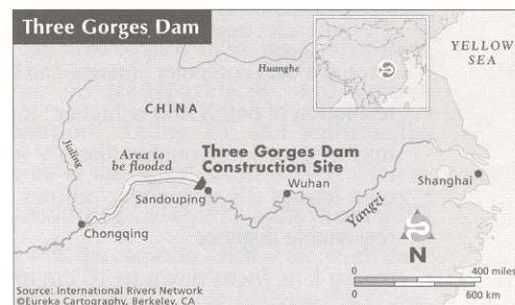 Three Gorges Dam
YELLOW
SEA
Huanghe
CHINA
Jialing
Area to
be flooded
Three Gorges Dam
Construction Site
Sandouping
Wuhan
Shanghai
Yangzi
Chongqing
N
0 400 miles
0 600 km
Source: International Rivers Network
©Eureka Cartography, Berkeley, CA